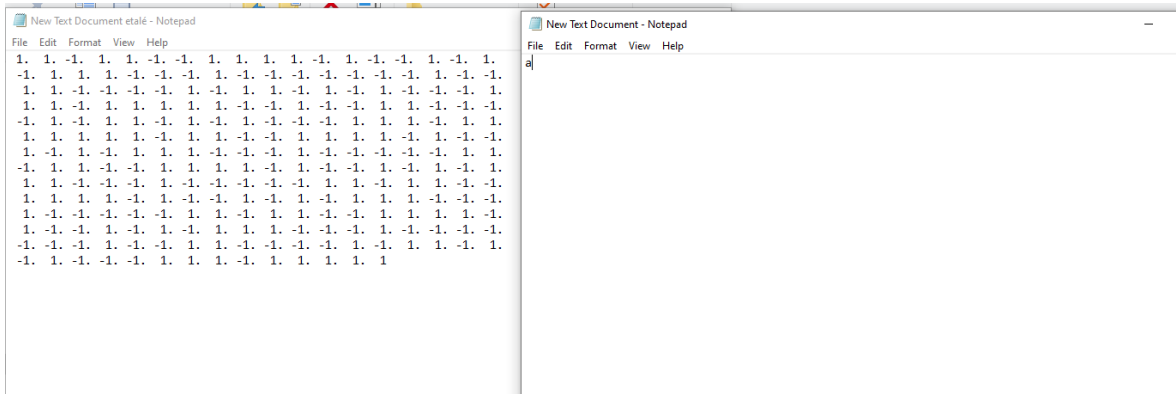 New Text Document etalé - Notepad
File Edit Format View Help
1. 1. -1. 1. 1. -1. -1. 1. 1. 1. 1. -1. 1. -1. -1. 1. -1. 1.
-1. 1. 1. 1. -1. -1. -1. -1. 1. -1. -1. -1. -1. -1. -1. 1. -1. -1.
1. 1. -1. -1. -1. 1. -1. 1. -1. -1. 1. -1. 1. -1. -1. -1. -1. 1.
1. 1. -1. 1. -1. 1. 1. 1. -1. -1. -1. 1. 1. 1. -1. 1. 1. -1.
-1. 1. -1. 1. -1. 1. 1. 1. -1. 1. 1. 1. 1. 1. -1. -1. 1. 1.
1. 1. 1. 1. -1. 1. 1. -1. -1. -1. 1. 1. 1. 1. -1. 1. -1. -1.
1. -1. 1. -1. 1. 1. 1. -1. 1. -1. 1. -1. -1. -1. 1. -1. 1. 1.
-1. 1. 1. -1. -1. 1. 1. 1. 1. 1. -1. 1. 1. -1. 1. -1. 1. 1.
1. 1. -1. -1. -1. 1. -1. -1. -1. -1. -1. 1. -1. 1. -1. 1. -1. -1.
1. 1. 1. -1. 1. -1. -1. -1. 1. -1. 1. -1. 1. 1. -1. -1. -1. 1.
1. -1. -1. -1. -1. -1. 1. 1. -1. 1. 1. 1. -1. -1. 1. 1. 1. -1.
1. -1. -1. 1. -1. 1. -1. 1. -1. 1. -1. -1. -1. 1. -1. -1. -1. -1.
-1. -1. 1. -1. -1. 1. 1. -1. -1. -1. -1. -1. 1. -1. 1. 1. -1. 1.
-1. 1. -1. -1. -1. 1. 1. 1. -1. 1. 1. 1. 1. 1
New Text Document - Notepad
File Edit Format View Help
a